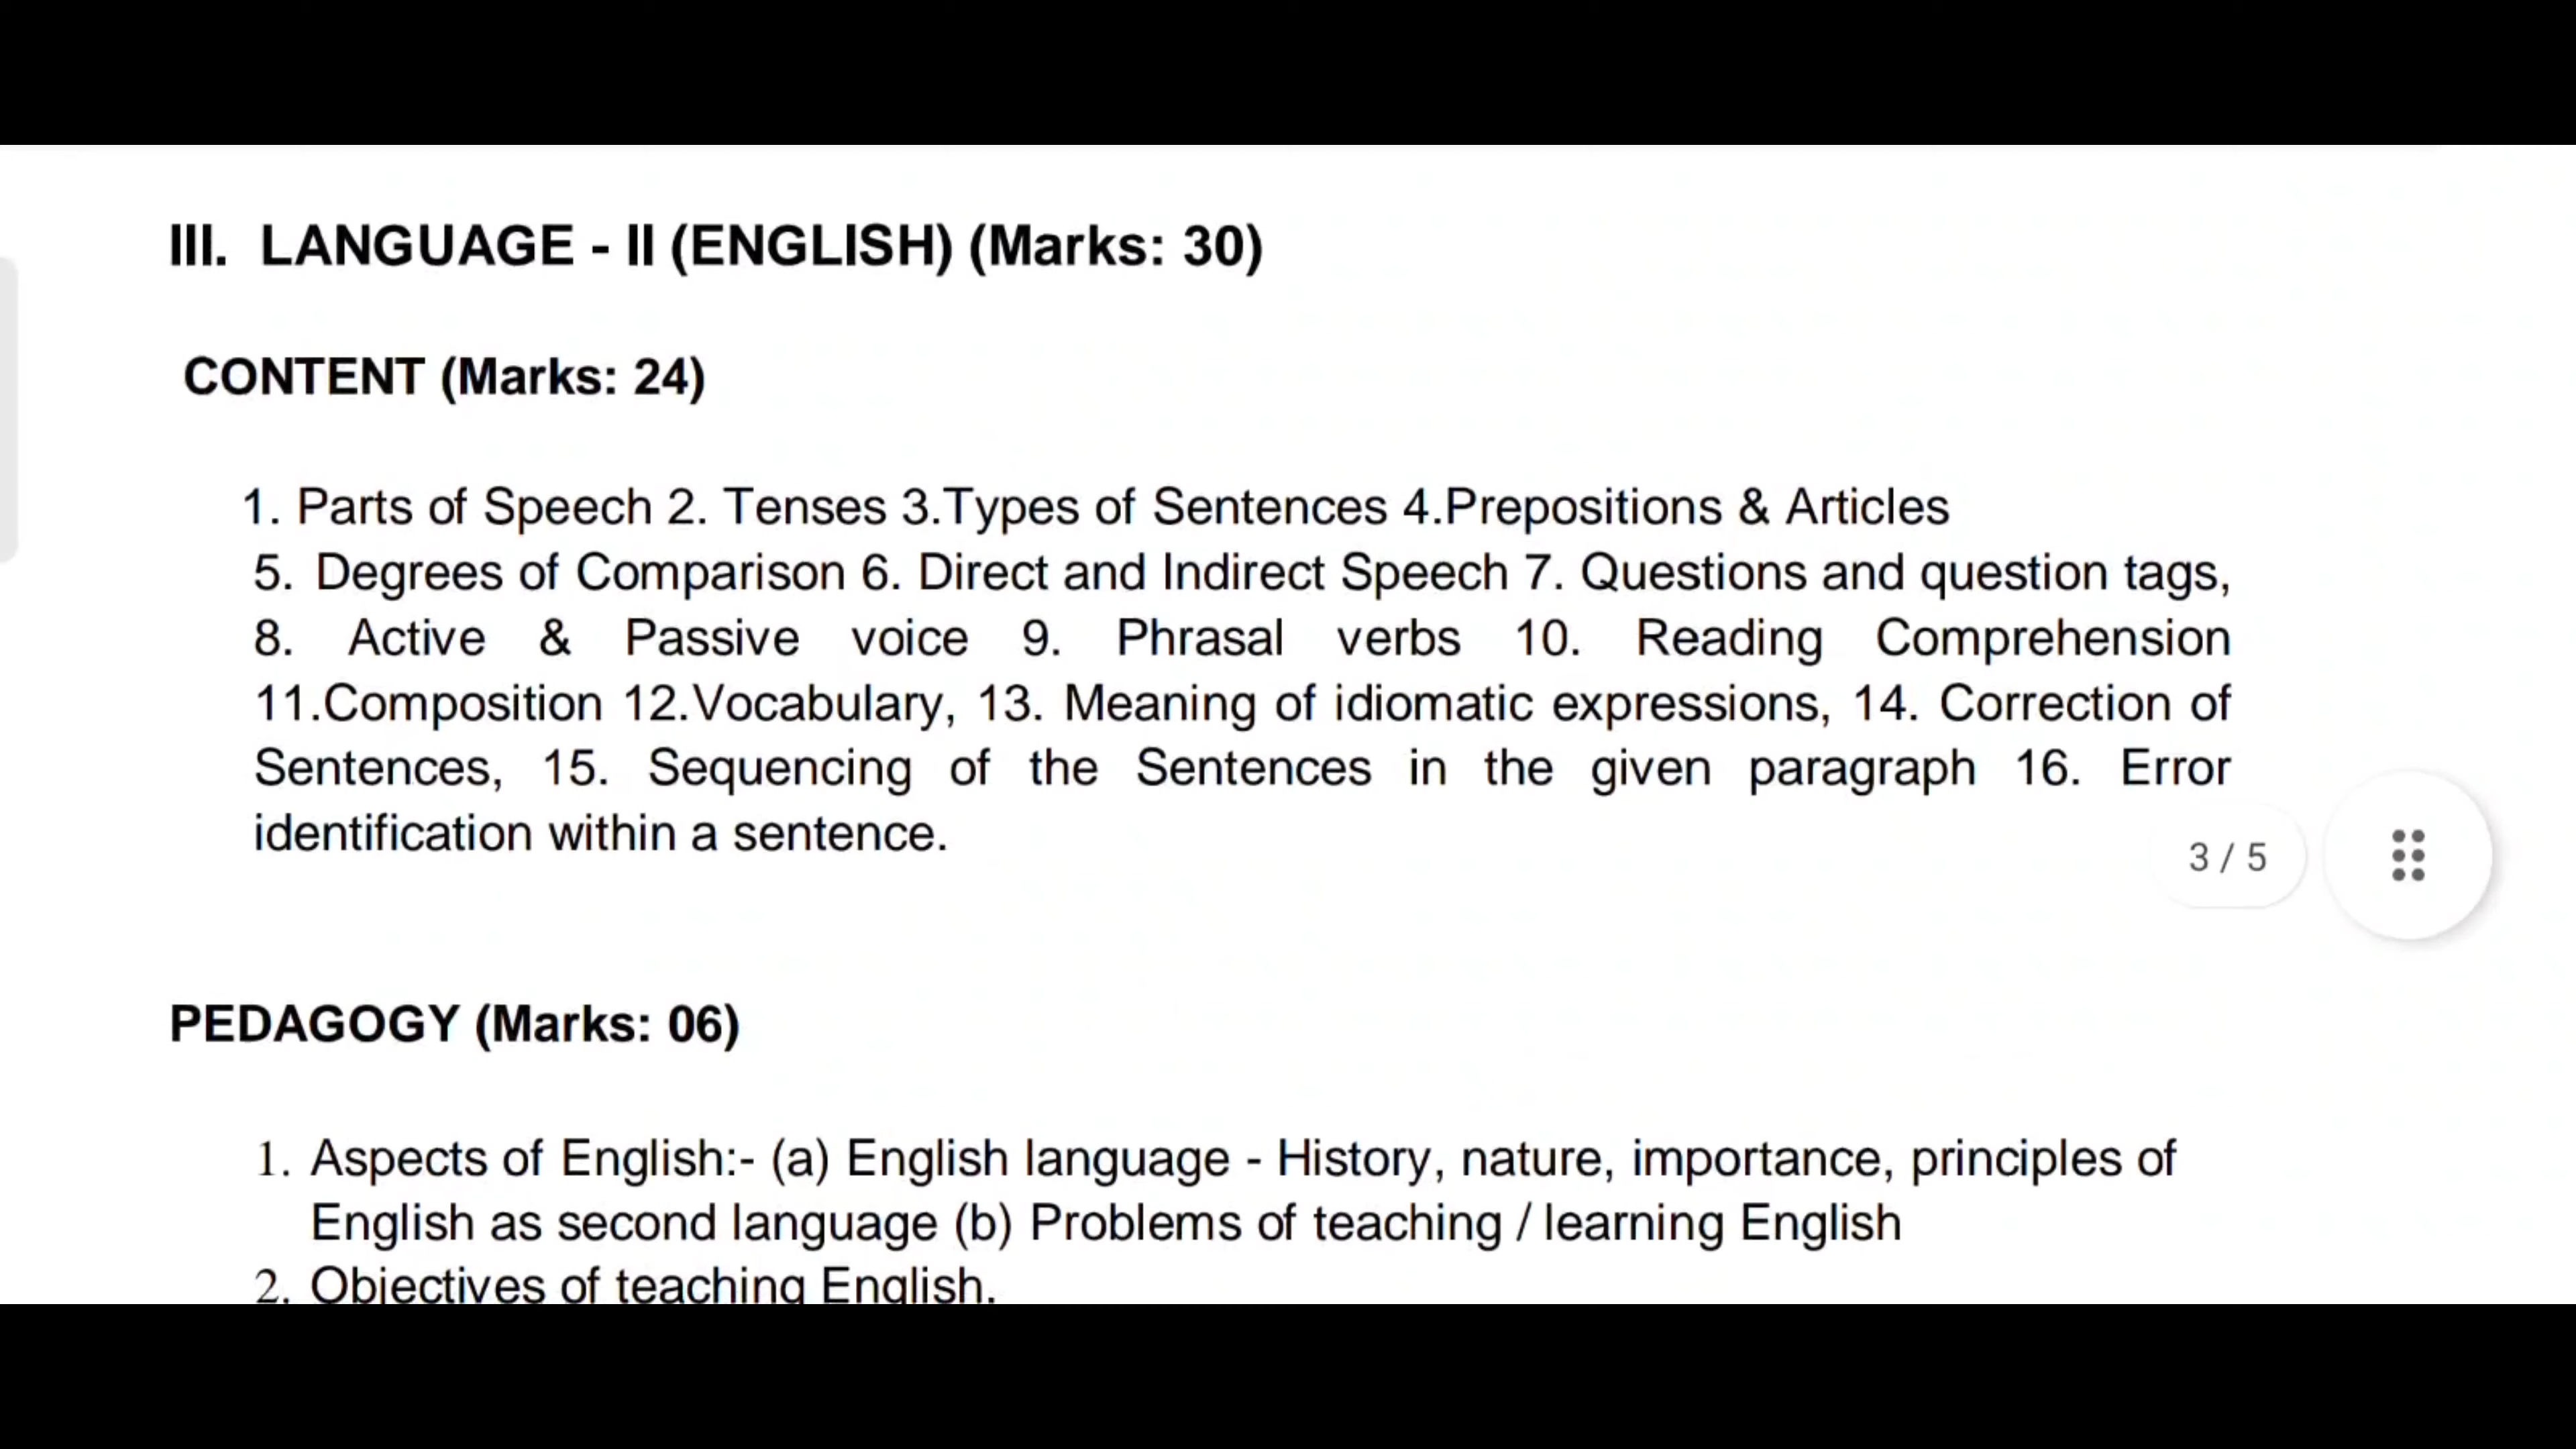 III. LANGUAGE - II (ENGLISH) (Marks: 30)
CONTENT (Marks: 24)
1. Parts of Speech 2. Tenses 3.Types of Sentences 4.Prepositions & Articles
5. Degrees of Comparison 6. Direct and Indirect Speech 7. Questions and question tags,
8. Active & Passive voice 9. Phrasal verbs 10. Reading Comprehension
11.Composition 12.Vocabulary, 13. Meaning of idiomatic expressions, 14. Correction of
Sentences, 15. Sequencing of the Sentences in the given paragraph 16. Error
identification within a sentence.
3 / 5
PEDAGOGY (Marks: 06)
1. Aspects of English:- (a) English language - History, nature, importance, principles of
English as second language (b) Problems of teaching / learning English
2. Objectives of teaching English.